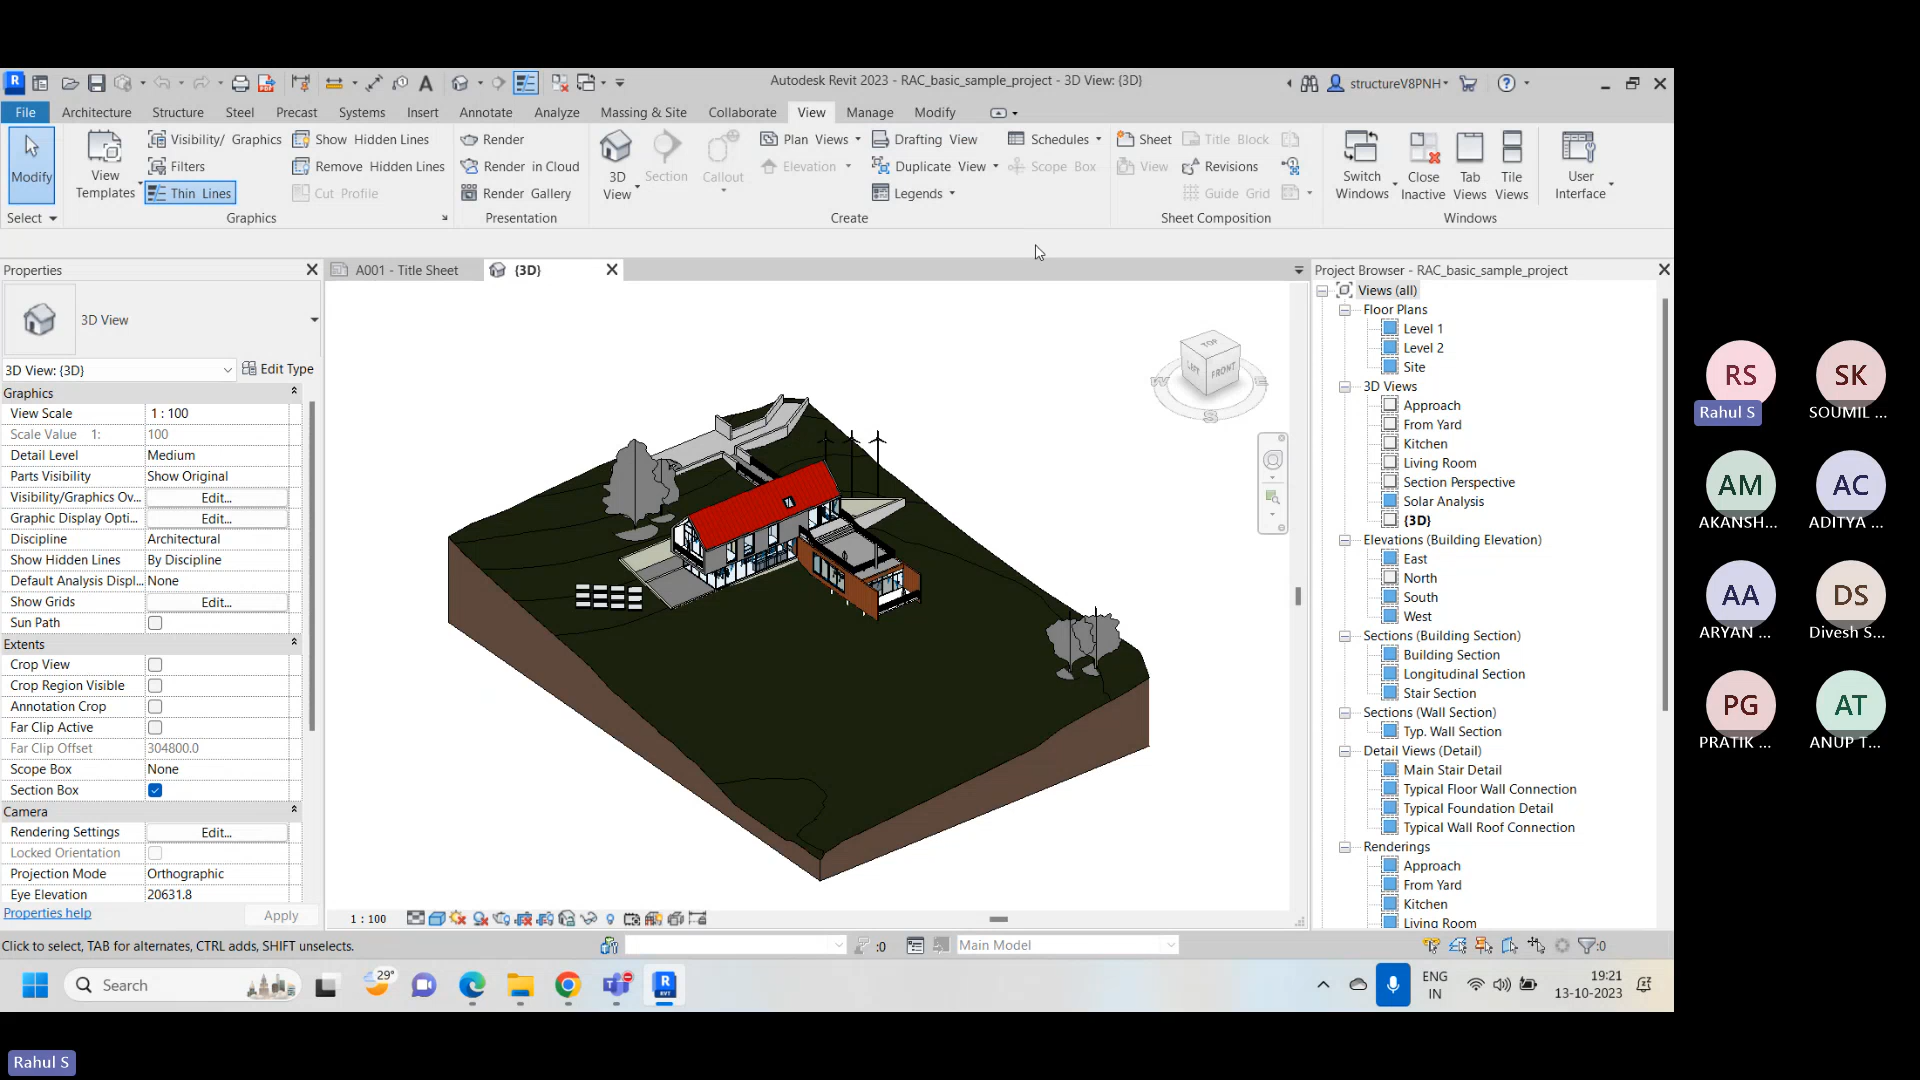 Autodesk Revit 2023 - RAC_basic_sample_project - 3D View: {3D}
structureV8PNH
File Architecture Structure Steel Precast Systems Insert Annotate Analyze Massing & Site Collaborate View Manage Modify
Modify
View Templates
Visibility/ Graphics
Filters
Thin Lines
Show Hidden Lines
Remove Hidden Lines
Cut Profile
Render
Render in Cloud
Render Gallery
3D View
Section
Callout
Plan Views
Elevation
Drafting View
Duplicate View
Legends
Schedules
Scope Box
Sheet
View
Title Block
Revisions
Guide Grid
Switch Windows
Close Inactive
Tab Views
Tile Views
User Interface
Select Graphics Presentation Create Sheet Composition Windows
Properties
A001 - Title Sheet
{3D}
Project Browser - RAC_basic_sample_project
3D View
3D View: {3D}
Edit Type
Graphics
View Scale 1 : 100
Scale Value 1: 100
Detail Level Medium
Parts Visibility Show Original
Visibility/Graphics Ov... Edit...
Graphic Display Opti... Edit...
Discipline Architectural
Show Hidden Lines By Discipline
Default Analysis Displ... None
Show Grids Edit...
Sun Path
Extents
Crop View
Crop Region Visible
Annotation Crop
Far Clip Active
Far Clip Offset 304800.0
Scope Box None
Section Box
Camera
Rendering Settings Edit...
Locked Orientation
Projection Mode Orthographic
Eye Elevation 20631.8
Properties help
Apply
TOP
LEFT
FRONT
W
S
E
1 : 100
Views (all)
Floor Plans
Level 1
Level 2
Site
3D Views
Approach
From Yard
Kitchen
Living Room
Section Perspective
Solar Analysis
{3D}
Elevations (Building Elevation)
East
North
South
West
Sections (Building Section)
Building Section
Longitudinal Section
Stair Section
Sections (Wall Section)
Typ. Wall Section
Detail Views (Detail)
Main Stair Detail
Typical Floor Wall Connection
Typical Foundation Detail
Typical Wall Roof Connection
Renderings
Approach
From Yard
Kitchen
Living Room
Click to select, TAB for alternates, CTRL adds, SHIFT unselects.
:0
Main Model
:0
Search
29°
ENG
IN
19:21
13-10-2023
RS
Rahul S
SK
SOUMIL ...
AM
AKANSH...
AC
ADITYA ...
AA
ARYAN ...
DS
Divesh S...
PG
PRATIK ...
AT
ANUP T...
Rahul S